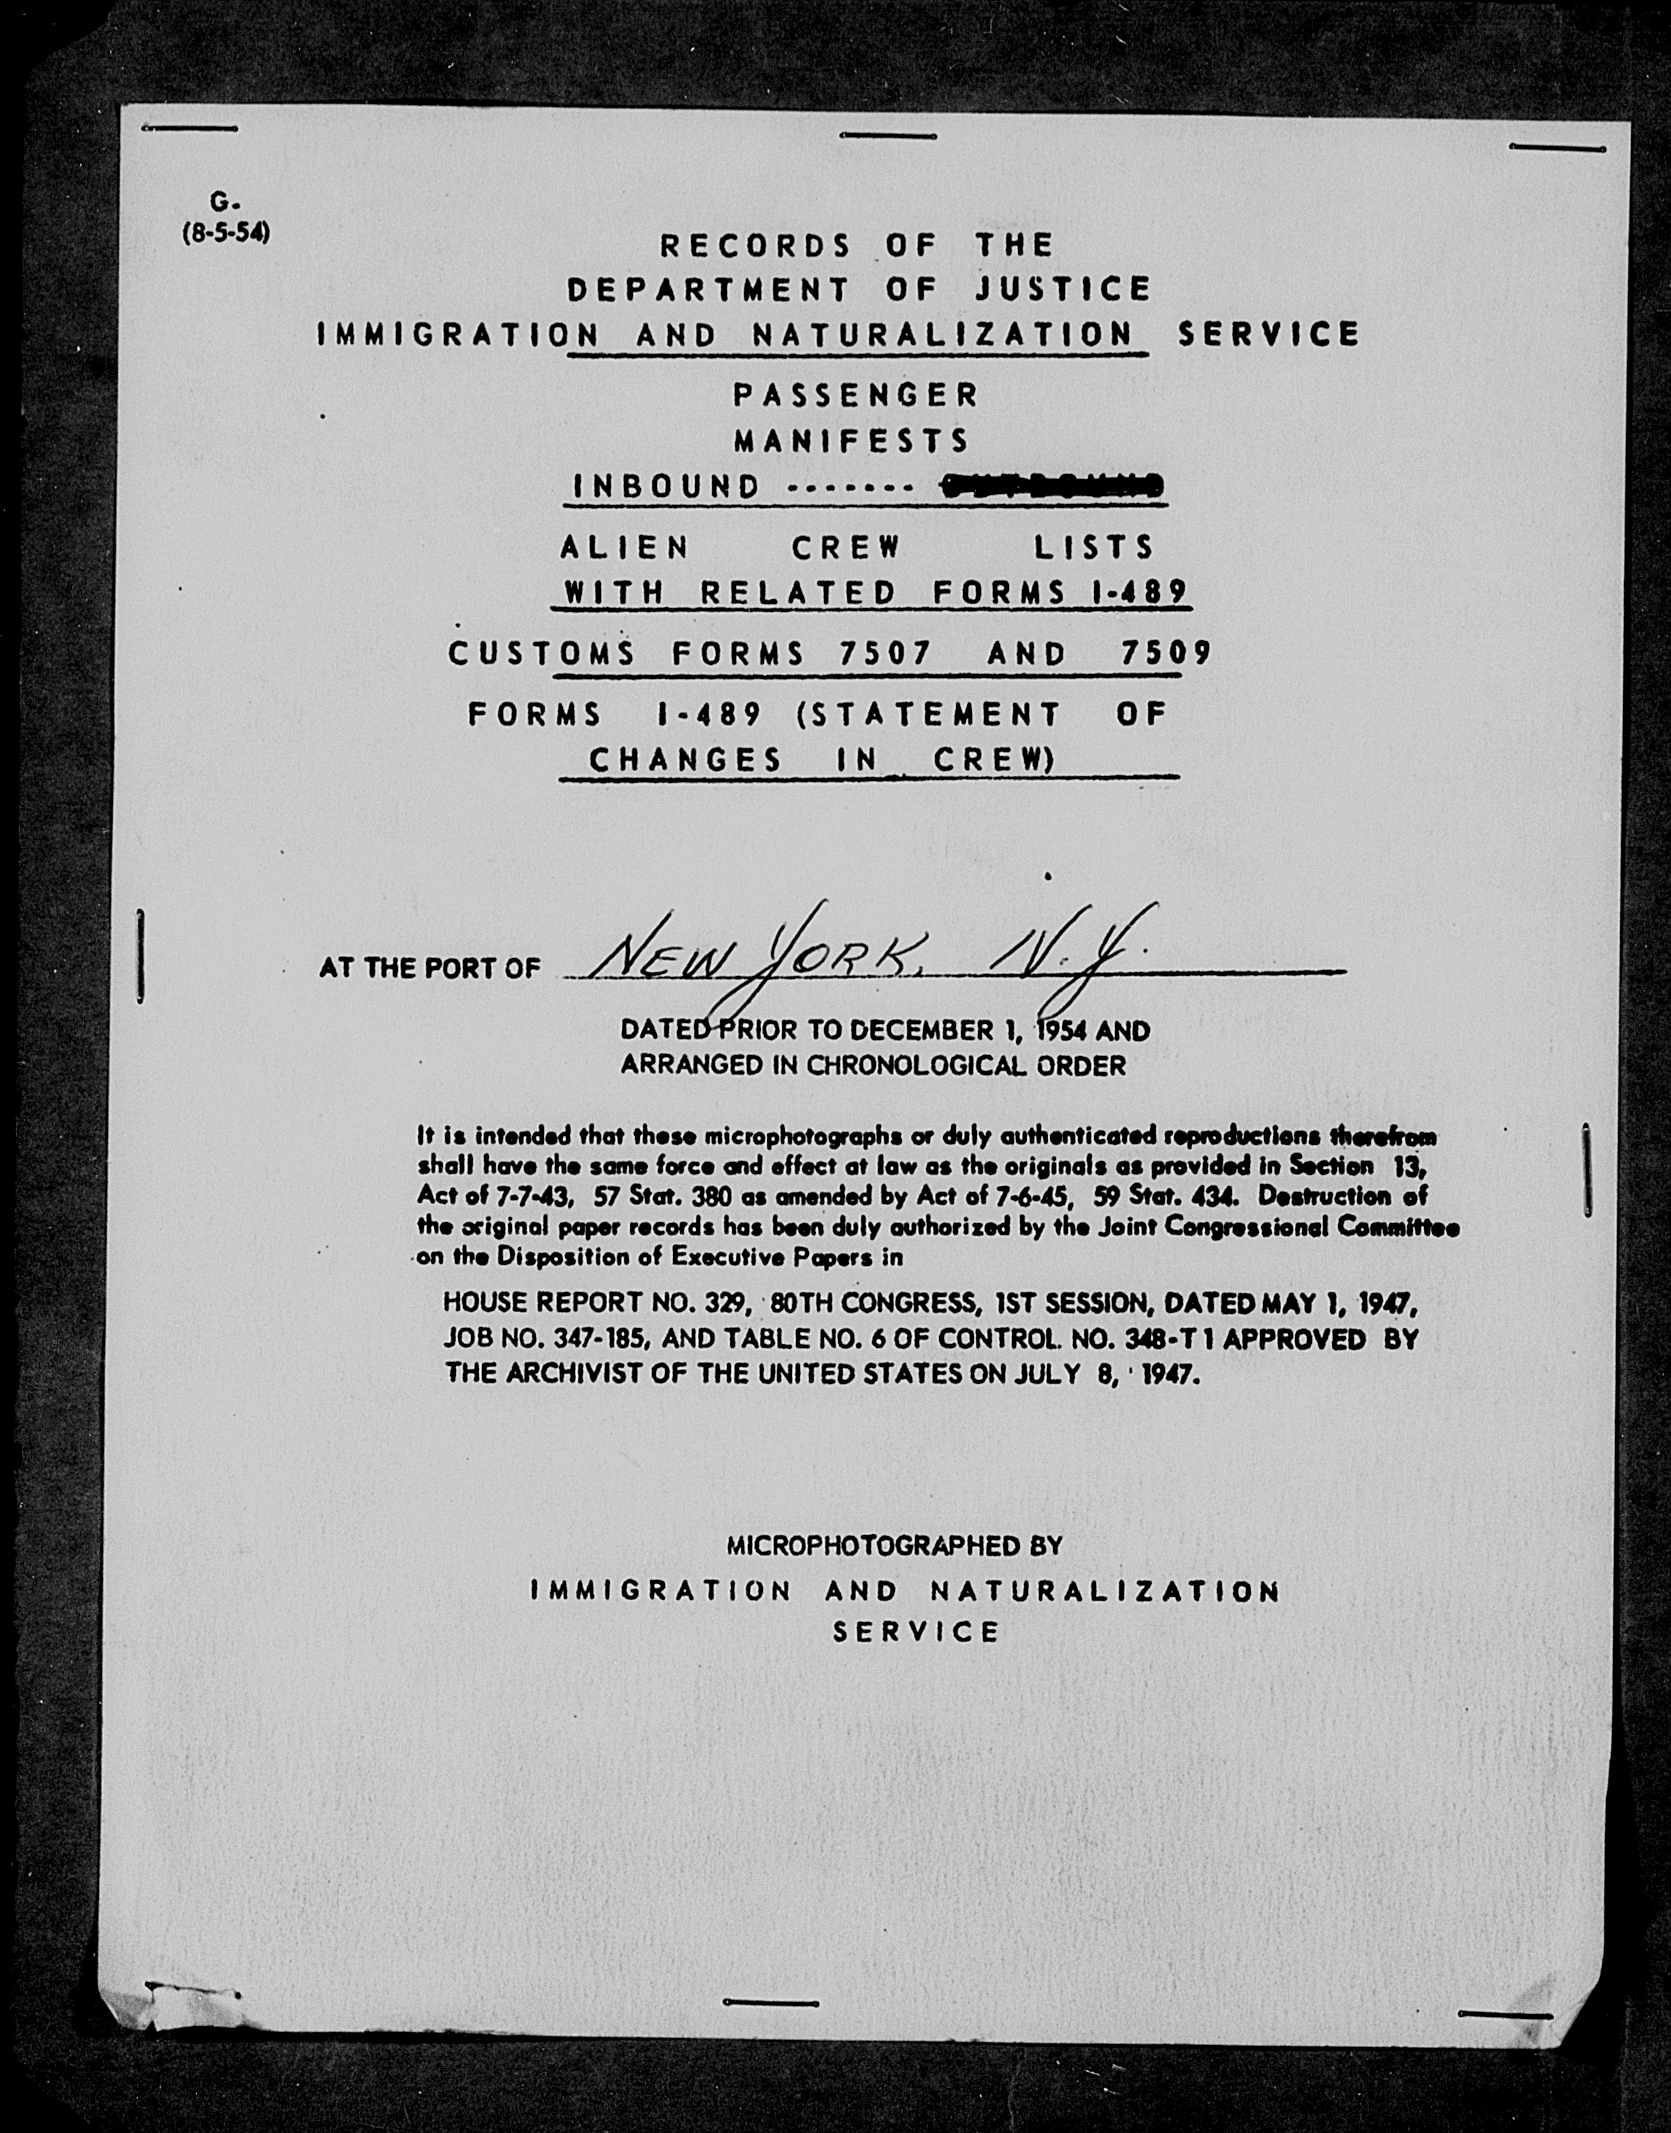 G.
(8-5-54)
RECORDS OF THE
DEPARTMENT OF JUSTICE
IMMIGRATION AND NATURALIZATION SERVICE
PASSENGER
MANIFESTS
INBOUND -------
ALIEN CREW LISTS
WITH RELATED FORMS I-489
CUSTOMS FORMS 7507 AND 7509
FORMS I-489 (STATEMENT OF
CHANGES IN CREW)
AT THE PORT OF NEW YORK, N.Y.
DATED PRIOR TO DECEMBER 1, 1954 AND
ARRANGED IN CHRONOLOGICAL ORDER
It is intended that these microphotographs or duly authenticated reproductions therefrom
shall have the same force and effect at law as the originals as provided in Section 13,
Act of 7-7-43, 57 Stat. 380 as amended by Act of 7-6-45, 59 Stat. 434. Destruction of
the original paper records has been duly authorized by the Joint Congressional Committee
on the Disposition of Executive Papers in
HOUSE REPORT NO. 329, 80TH CONGRESS, 1ST SESSION, DATED MAY 1, 1947,
JOB NO. 347-185, AND TABLE NO. 6 OF CONTROL NO. 348-T1 APPROVED BY
THE ARCHIVIST OF THE UNITED STATES ON JULY 8, 1947.
MICROPHOTOGRAPHED BY
IMMIGRATION AND NATURALIZATION
SERVICE